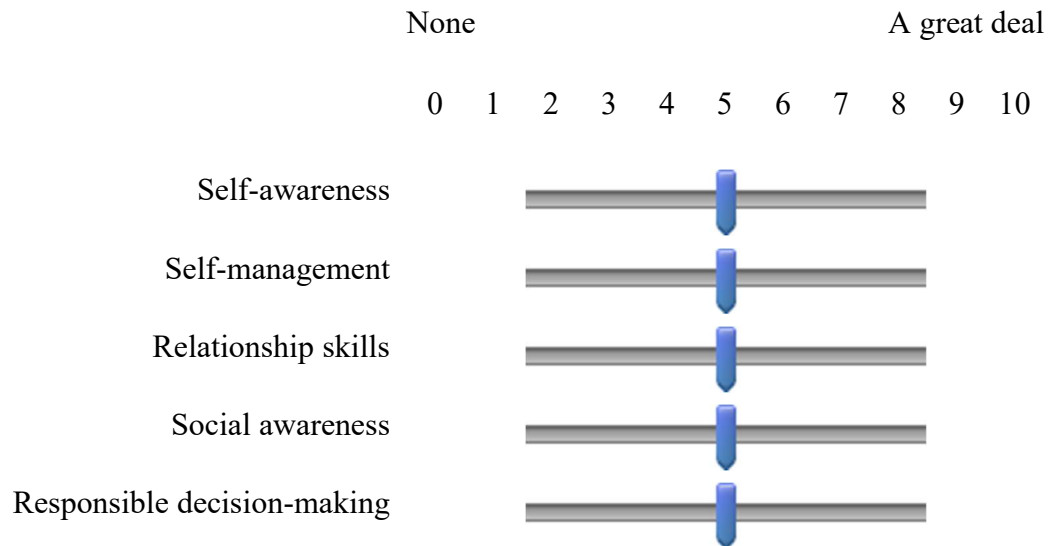 None A great deal
0 1 2 3 4 5 6 7 8 9 10
Self-awareness
Self-management
Relationship skills
Social awareness
Responsible decision-making